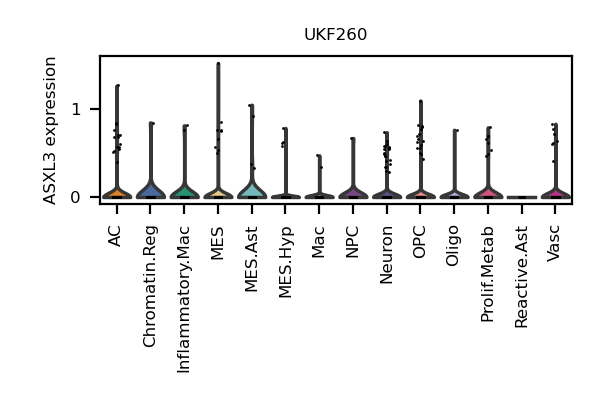 UKF260
ASXL3 expression
1
0
AC
Chromatin.Reg
Inflammatory.Mac
MES
MES.Ast
MES.Hyp
Mac
NPC
Neuron
OPC
Oligo
Prolif.Metab
Reactive.Ast
Vasc